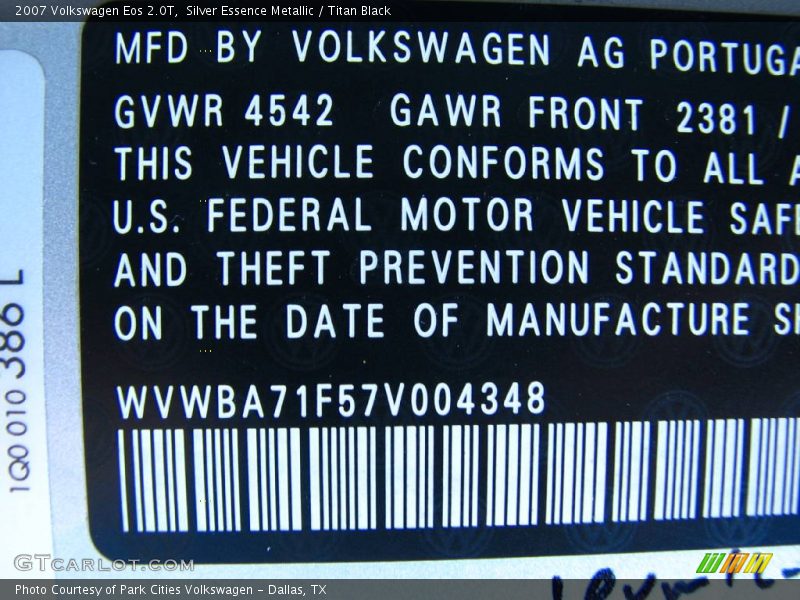 2007 Volkswagen Eos 2.0T, Silver Essence Metallic / Titan Black
MFD BY VOLKSWAGEN AG PORTUGA
GVWR 4542 GAWR FRONT 2381 /
THIS VEHICLE CONFORMS TO ALL A
U.S. FEDERAL MOTOR VEHICLE SAFE
AND THEFT PREVENTION STANDARD
ON THE DATE OF MANUFACTURE SH
WVWBA71F57V004348
1Q0 010 386 L
GTCARLOT.COM
Photo Courtesy of Park Cities Volkswagen – Dallas, TX